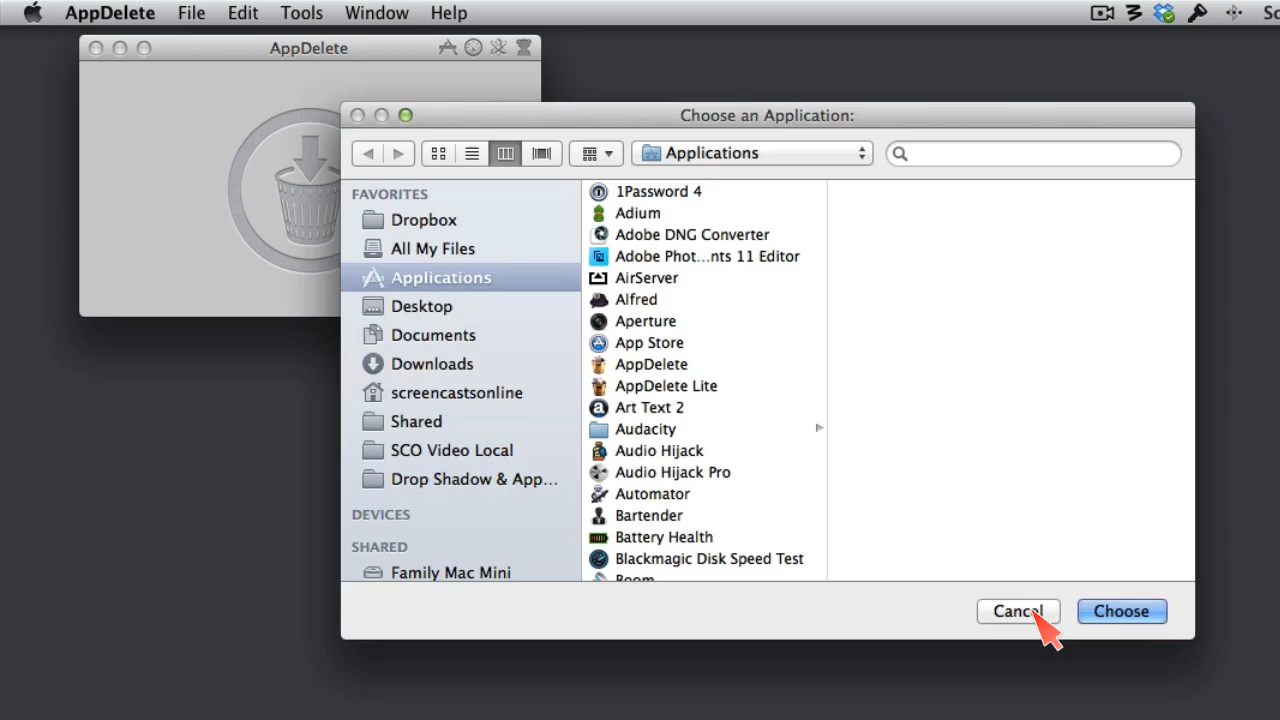 AppDelete File Edit Tools Window Help
AppDelete
Choose an Application:
Applications
FAVORITES
Dropbox
All My Files
Applications
Desktop
Documents
Downloads
screencastsonline
Shared
SCO Video Local
Drop Shadow & App...
DEVICES
SHARED
Family Mac Mini
1Password 4
Adium
Adobe DNG Converter
Adobe Phot...nts 11 Editor
AirServer
Alfred
Aperture
App Store
AppDelete
AppDelete Lite
Art Text 2
Audacity
Audio Hijack
Audio Hijack Pro
Automator
Bartender
Battery Health
Blackmagic Disk Speed Test
Cancel Choose